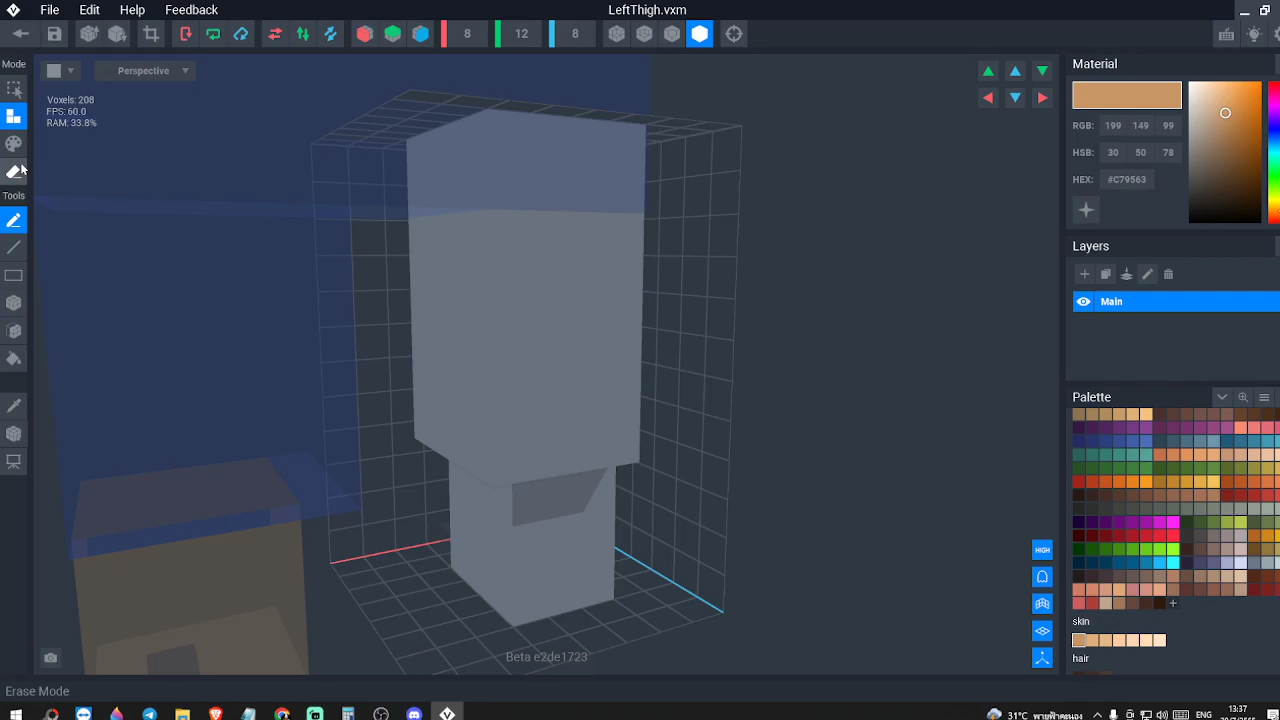 File Edit Help Feedback LeftThigh.vxm
8 12 8
Mode
Perspective
Voxels: 208
FPS: 60.0
RAM: 33.8%
Tools
Material
RGB: 199 149 99
HSB: 30 50 78
HEX: #C79563
Layers
Main
Palette
skin
hair
HIGH
Beta e2de1723
Erase Mode
13:37
31°C